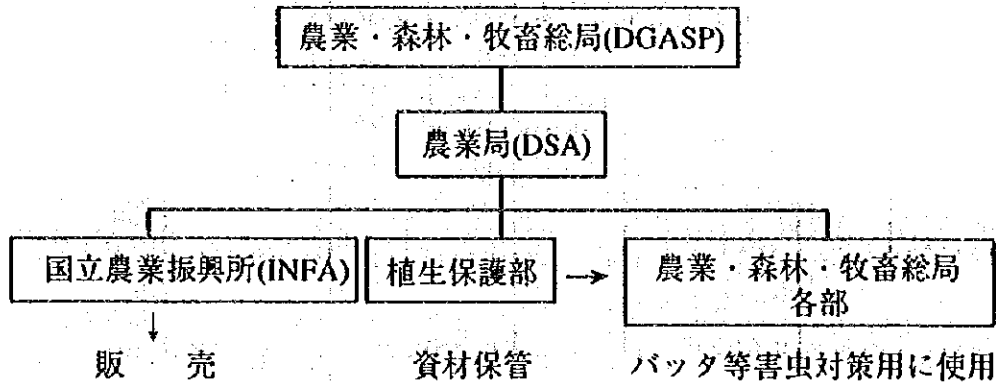 農業・森林・牧畜総局(DGASP)
農業局(DSA)
国立農業振興所(INFA)
植生保護部
農業・森林・牧畜総局
各部
販 売
資材保管
バッタ等害虫対策用に使用